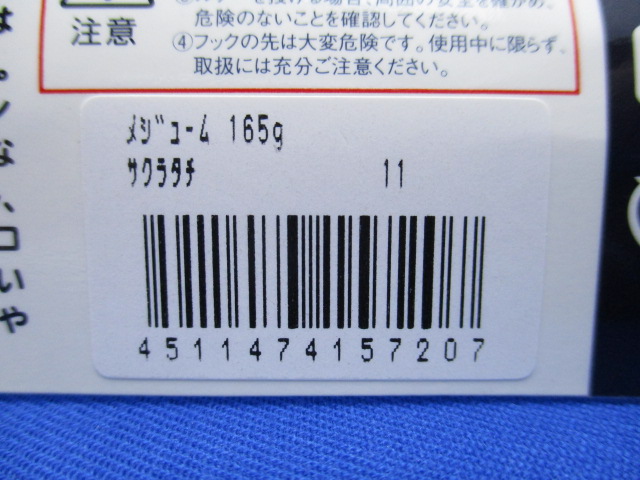 注意
危険のないことを確認してください。
④フックの先は大変危険です。使用中に限らず、
取扱には充分ご注意ください。
ﾒｼﾞｭｰﾑ 165g
ｻｸﾗﾀﾁ 11
4511474157207